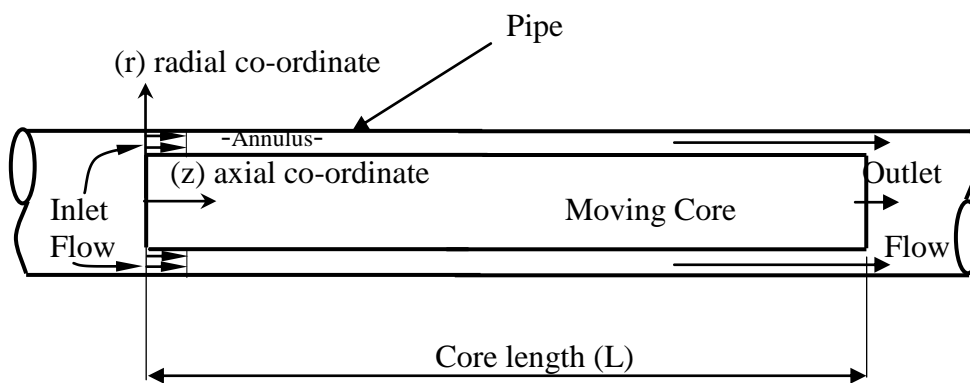 Pipe
(r) radial co-ordinate
-Annulus-
(z) axial co-ordinate
Outlet
Inlet
Moving Core
Flow
Flow
Core length (L)